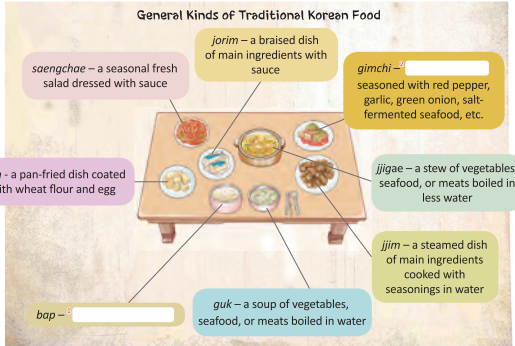 General Kinds of Traditional Korean Food
jorim – a braised dish
of main ingredients with
sauce
saengchae – a seasonal fresh
salad dressed with sauce
gimchi – 2
seasoned with red pepper,
garlic, green onion, salt-
fermented seafood, etc.
- a pan-fried dish coated
with wheat flour and egg
jjigae – a stew of vegetables,
seafood, or meats boiled in
less water
jjim – a steamed dish
of main ingredients
cooked with
seasonings in water
bap – 1
guk – a soup of vegetables,
seafood, or meats boiled in water